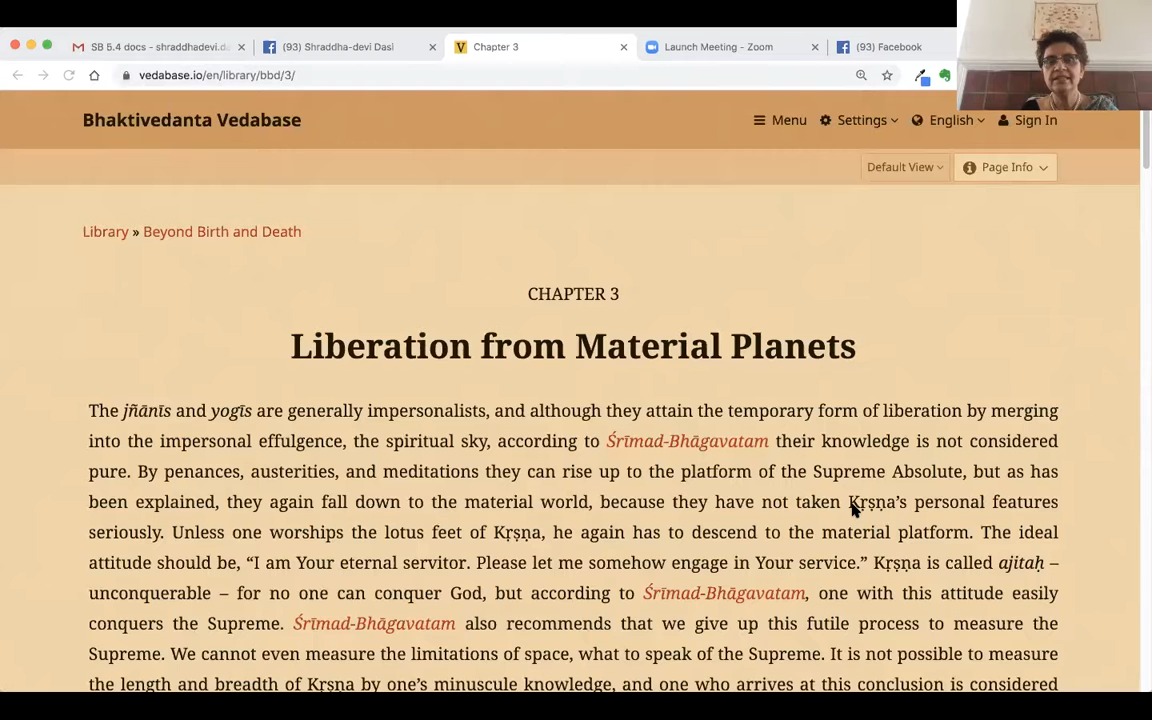 SB 5.4 docs - shraddhadevi.da
(93) Shraddha-devi Dasi
V Chapter 3
Launch Meeting - Zoom
(93) Facebook
vedabase.io/en/library/bbd/3/
Bhaktivedanta Vedabase
Menu Settings English Sign In
Default View Page Info
Library » Beyond Birth and Death
CHAPTER 3
Liberation from Material Planets
The jñānīs and yogīs are generally impersonalists, and although they attain the temporary form of liberation by merging
into the impersonal effulgence, the spiritual sky, according to Śrīmad-Bhāgavatam their knowledge is not considered
pure. By penances, austerities, and meditations they can rise up to the platform of the Supreme Absolute, but as has
been explained, they again fall down to the material world, because they have not taken Kṛṣṇa’s personal features
seriously. Unless one worships the lotus feet of Kṛṣṇa, he again has to descend to the material platform. The ideal
attitude should be, “I am Your eternal servitor. Please let me somehow engage in Your service.” Kṛṣṇa is called ajitaḥ –
unconquerable – for no one can conquer God, but according to Śrīmad-Bhāgavatam, one with this attitude easily
conquers the Supreme. Śrīmad-Bhāgavatam also recommends that we give up this futile process to measure the
Supreme. We cannot even measure the limitations of space, what to speak of the Supreme. It is not possible to measure
the length and breadth of Kṛṣṇa by one’s minuscule knowledge, and one who arrives at this conclusion is considered